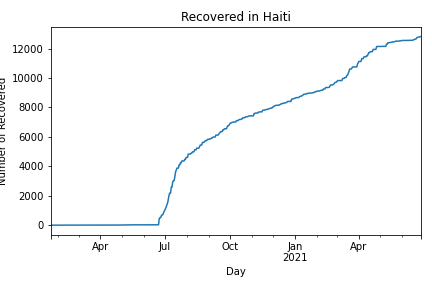 Recovered in Haiti
12000
10000
8000
6000
4000
2000
0
Number of Recovered
Apr
Jul
Oct
Jan
Apr
2021
Day